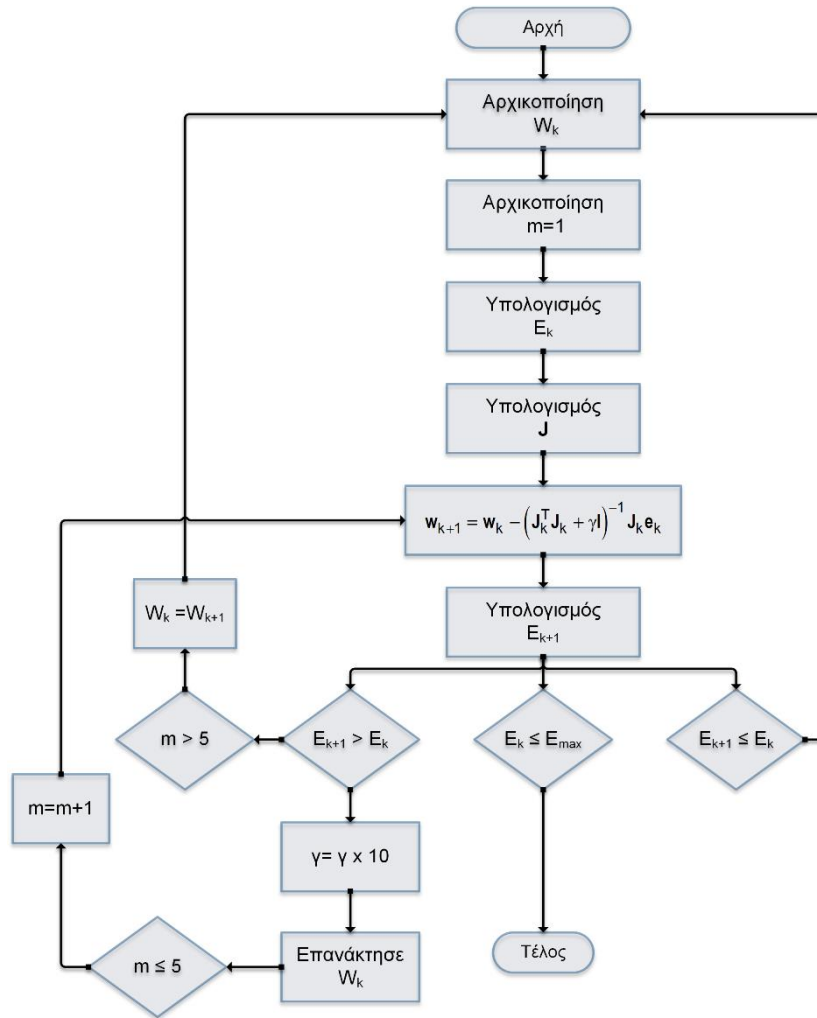 Αρχή
Αρχικοποίηση
Wₖ
Αρχικοποίηση
m=1
Υπολογισμός
Eₖ
Υπολογισμός
J
wₖ₊₁ = wₖ − (JₖᵀJₖ + γI)⁻¹ Jₖeₖ
Υπολογισμός
Eₖ₊₁
Wₖ =Wₖ₊₁
m > 5
Eₖ₊₁ > Eₖ
Eₖ ≤ Eₘₐₓ
Eₖ₊₁ ≤ Eₖ
m=m+1
γ= γ x 10
m ≤ 5
Επανάκτησε
Wₖ
Τέλος